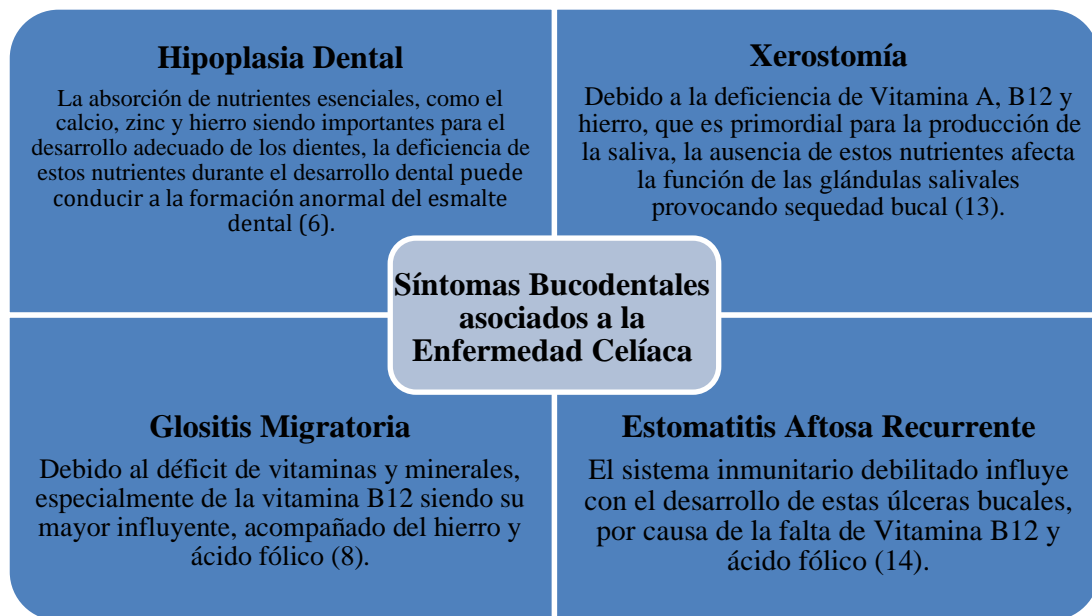 Hipoplasia Dental
La absorción de nutrientes esenciales, como el
calcio, zinc y hierro siendo importantes para el
desarrollo adecuado de los dientes, la deficiencia de
estos nutrientes durante el desarrollo dental puede
conducir a la formación anormal del esmalte
dental (6).
Xerostomía
Debido a la deficiencia de Vitamina A, B12 y
hierro, que es primordial para la producción de
la saliva, la ausencia de estos nutrientes afecta
la función de las glándulas salivales
provocando sequedad bucal (13).
Síntomas Bucodentales
asociados a la
Enfermedad Celíaca
Glositis Migratoria
Debido al déficit de vitaminas y minerales,
especialmente de la vitamina B12 siendo su
mayor influyente, acompañado del hierro y
ácido fólico (8).
Estomatitis Aftosa Recurrente
El sistema inmunitario debilitado influye
con el desarrollo de estas úlceras bucales,
por causa de la falta de Vitamina B12 y
ácido fólico (14).